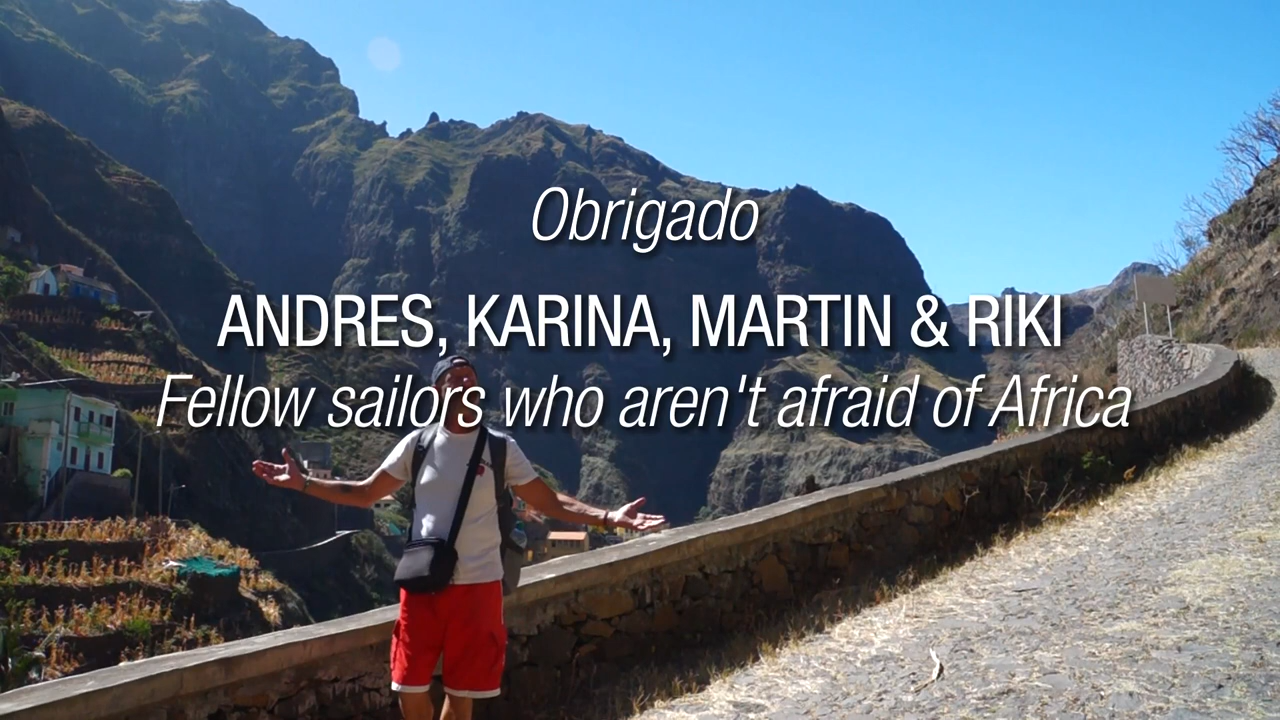 Obrigado
ANDRES, KARINA, MARTIN & RIKI
Fellow sailors who aren't afraid of Africa